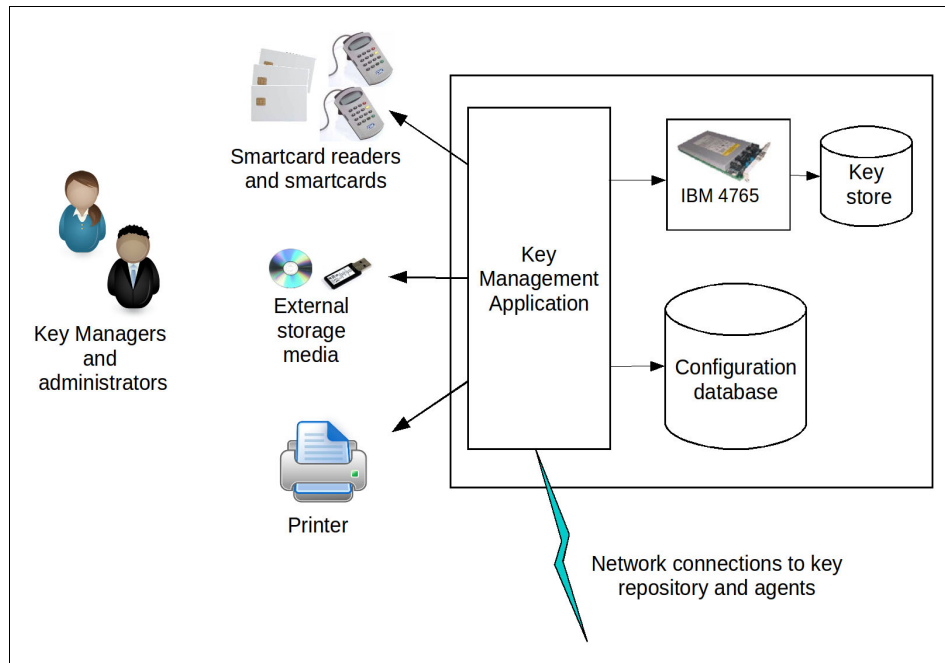 Smartcard readers
and smartcards
IBM 4765
Key
store
Key
Management
Application
External
storage
media
Key Managers
and
administrators
Configuration
database
Printer
Network connections to key
repository and agents